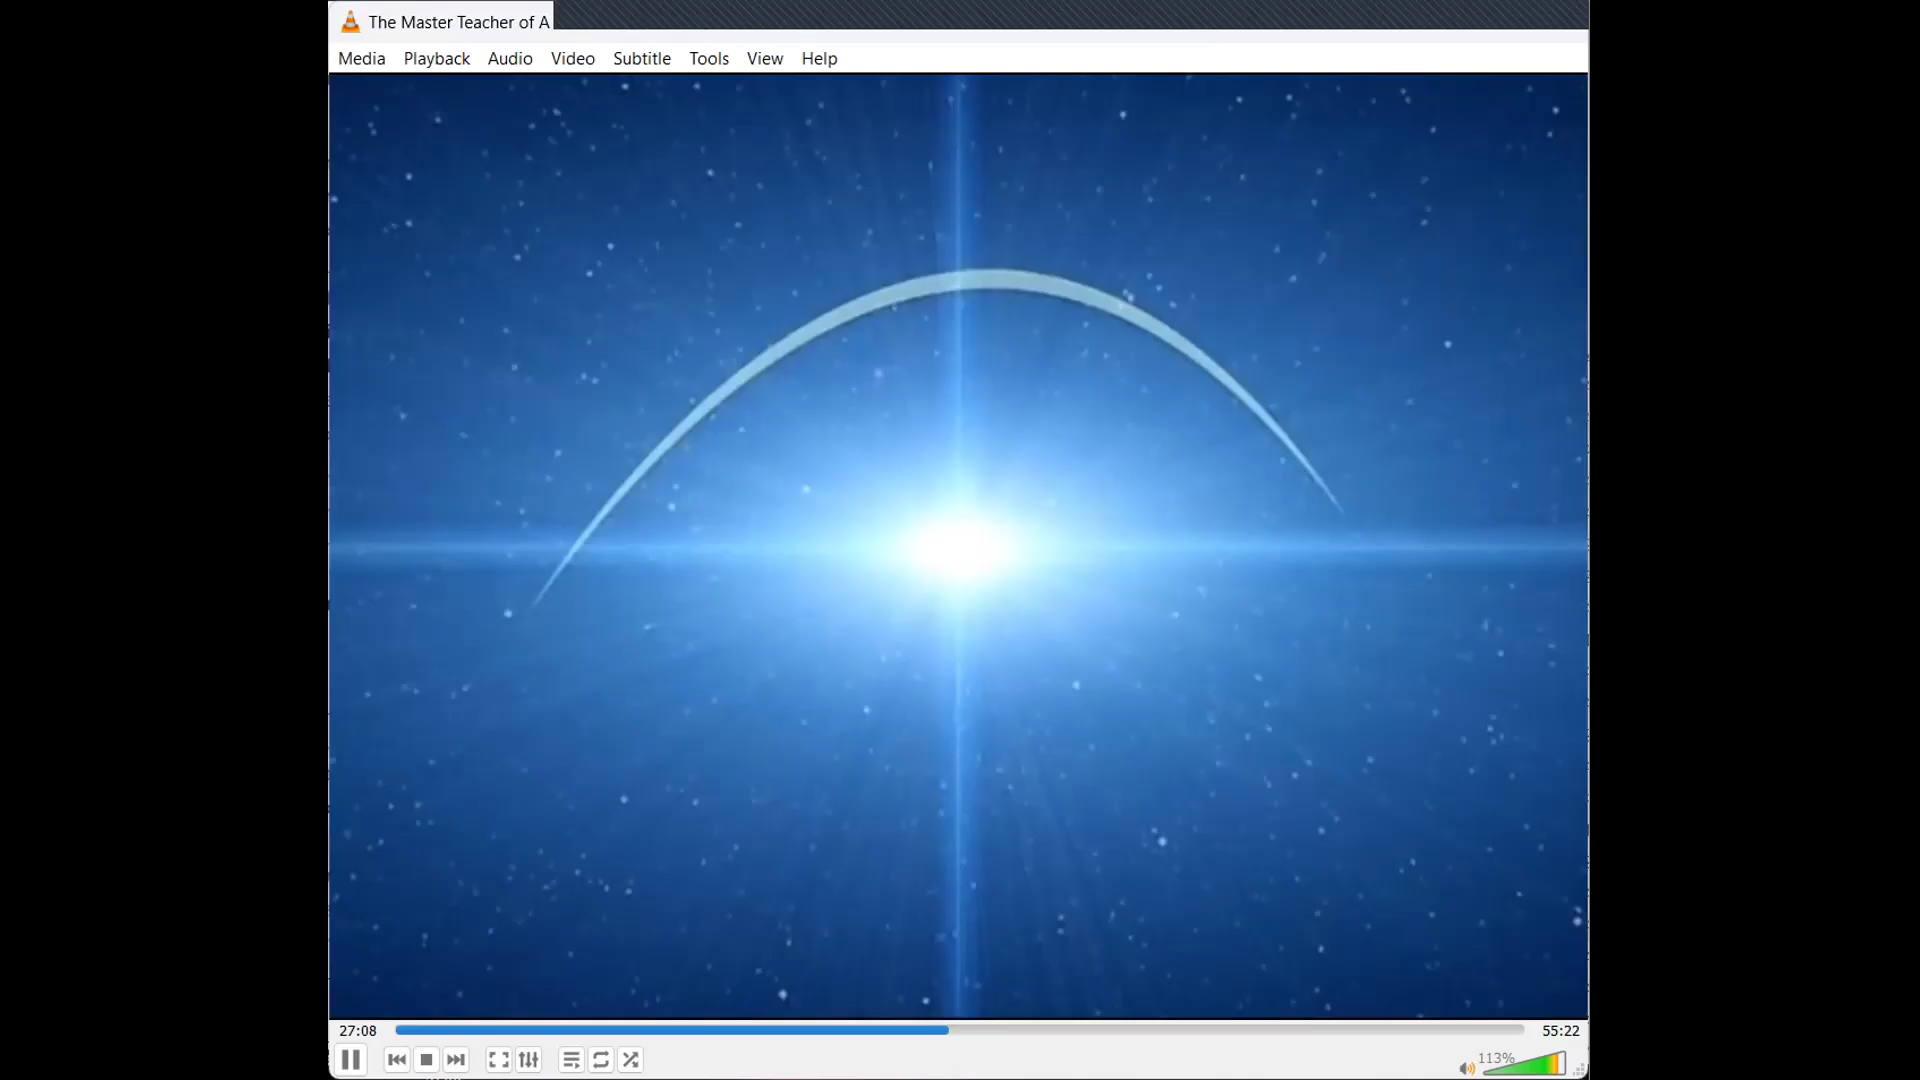 The Master Teacher of A
Media Playback Audio Video Subtitle Tools View Help
27:08 55:22
113%